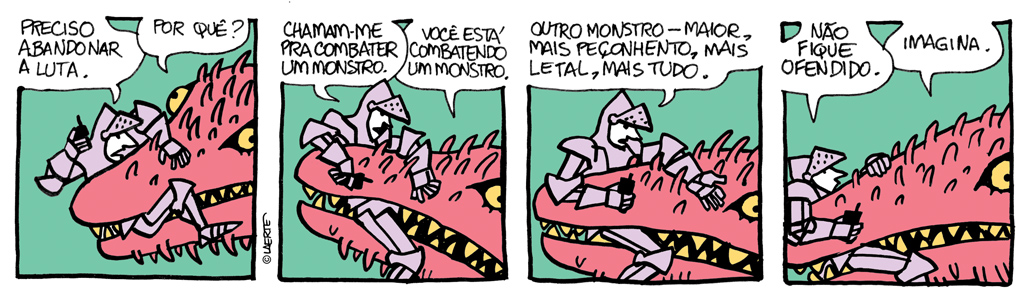 PRECISO
ABANDONAR
A LUTA.
POR QUÊ?
CHAMAM-ME
PRA COMBATER
UM MONSTRO.
VOCÊ ESTÁ
COMBATENDO
UM MONSTRO.
©LAERTE
OUTRO MONSTRO — MAIOR,
MAIS PEÇONHENTO, MAIS
LETAL, MAIS TUDO.
NÃO
FIQUE
OFENDIDO.
IMAGINA.